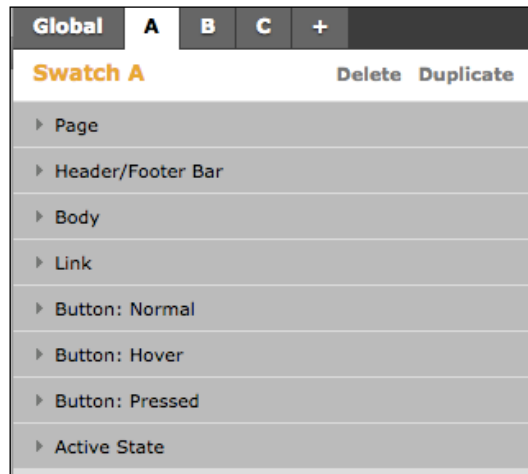 Global A B C +
Swatch A Delete Duplicate
Page
Header/Footer Bar
Body
Link
Button: Normal
Button: Hover
Button: Pressed
Active State